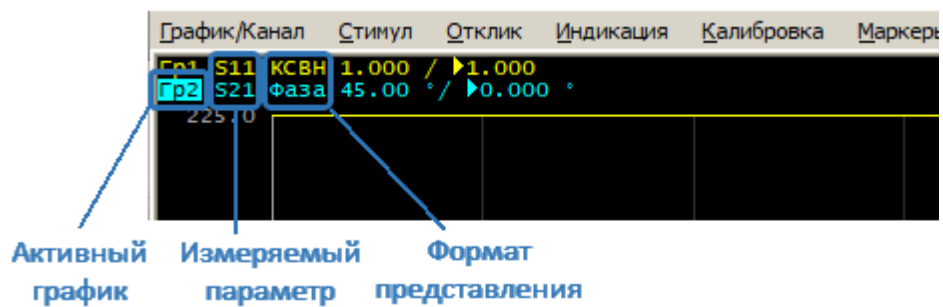 График/Канал Стимул Отклик Индикация Калибровка Маркеры
Гр1 S11 КСВН 1.000 / ▶1.000
Гр2 S21 Фаза 45.00 °/ ▶0.000 °
225.0
Активный график
Измеряемый параметр
Формат представления